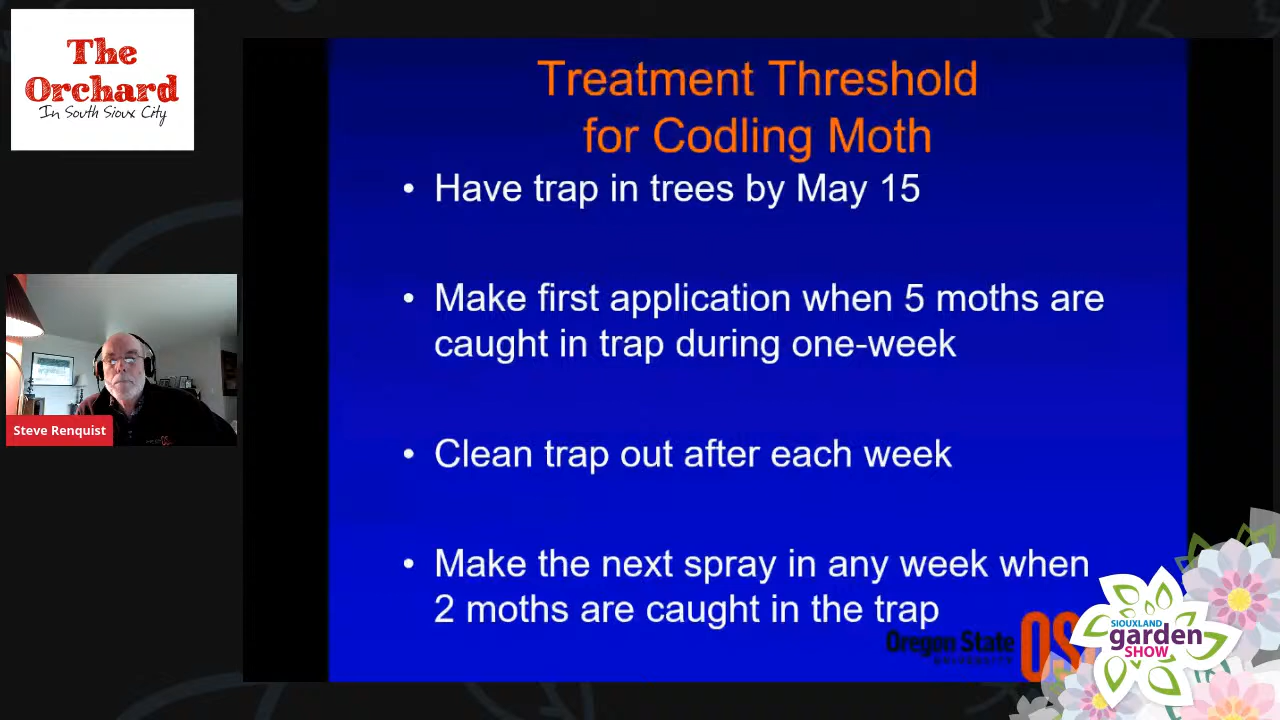 The
Orchard
In South Sioux City
Treatment Threshold
for Codling Moth
• Have trap in trees by May 15
• Make first application when 5 moths are
caught in trap during one-week
• Clean trap out after each week
• Make the next spray in any week when
2 moths are caught in the trap
Steve Renquist
Oregon State
UNIVERSITY
OS
SIOUXLAND
garden
SHOW